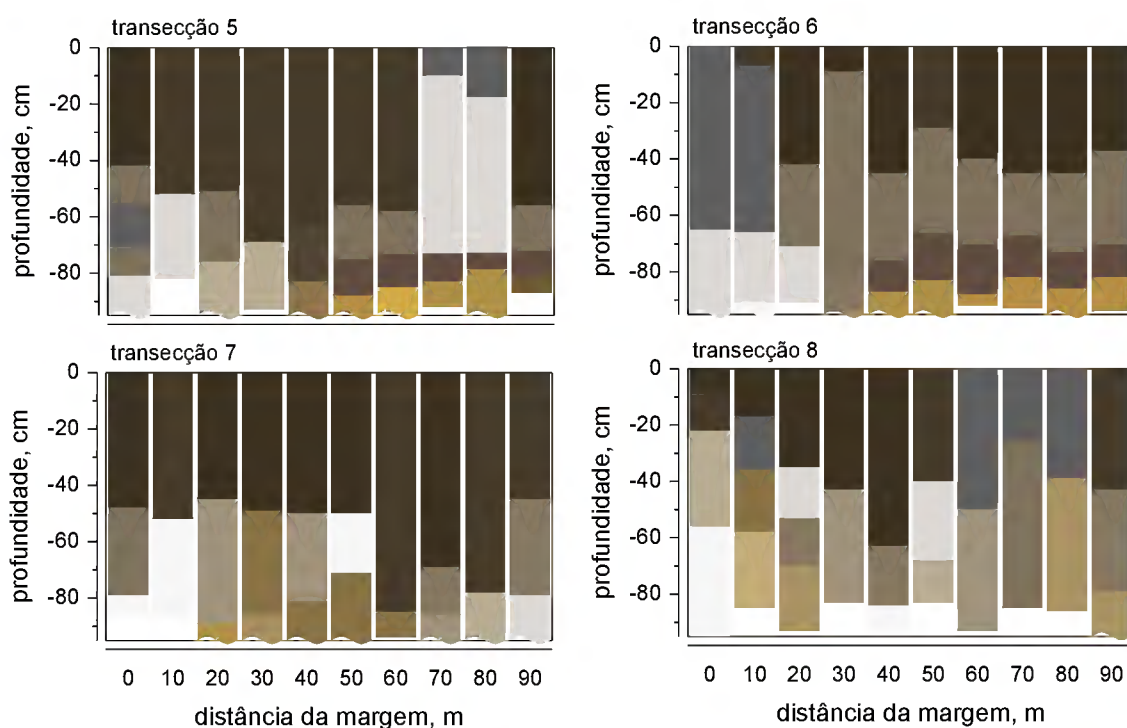 transecção 5
0
-20
-40
-60
-80
profundidade, cm
transecção 6
0
-20
-40
-60
-80
profundidade, cm
transecção 7
0
-20
-40
-60
-80
profundidade, cm
0 10 20 30 40 50 60 70 80 90
distância da margem, m
transecção 8
0
-20
-40
-60
-80
profundidade, cm
0 10 20 30 40 50 60 70 80 90
distância da margem, m